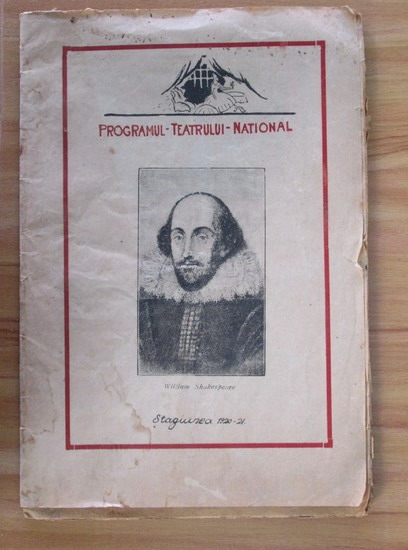 PROGRAMUL-TEATRULUI-NATIONAL
William Shakespeare
Stagiunea 1920-21.